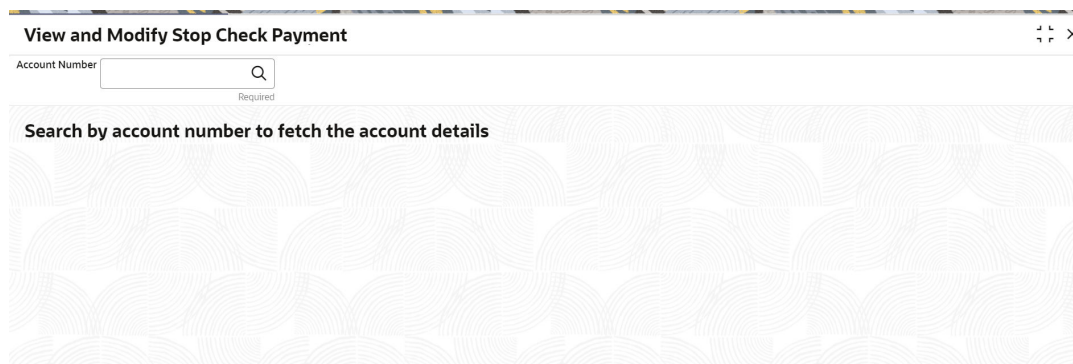 View and Modify Stop Check Payment
Account Number
Required
Search by account number to fetch the account details